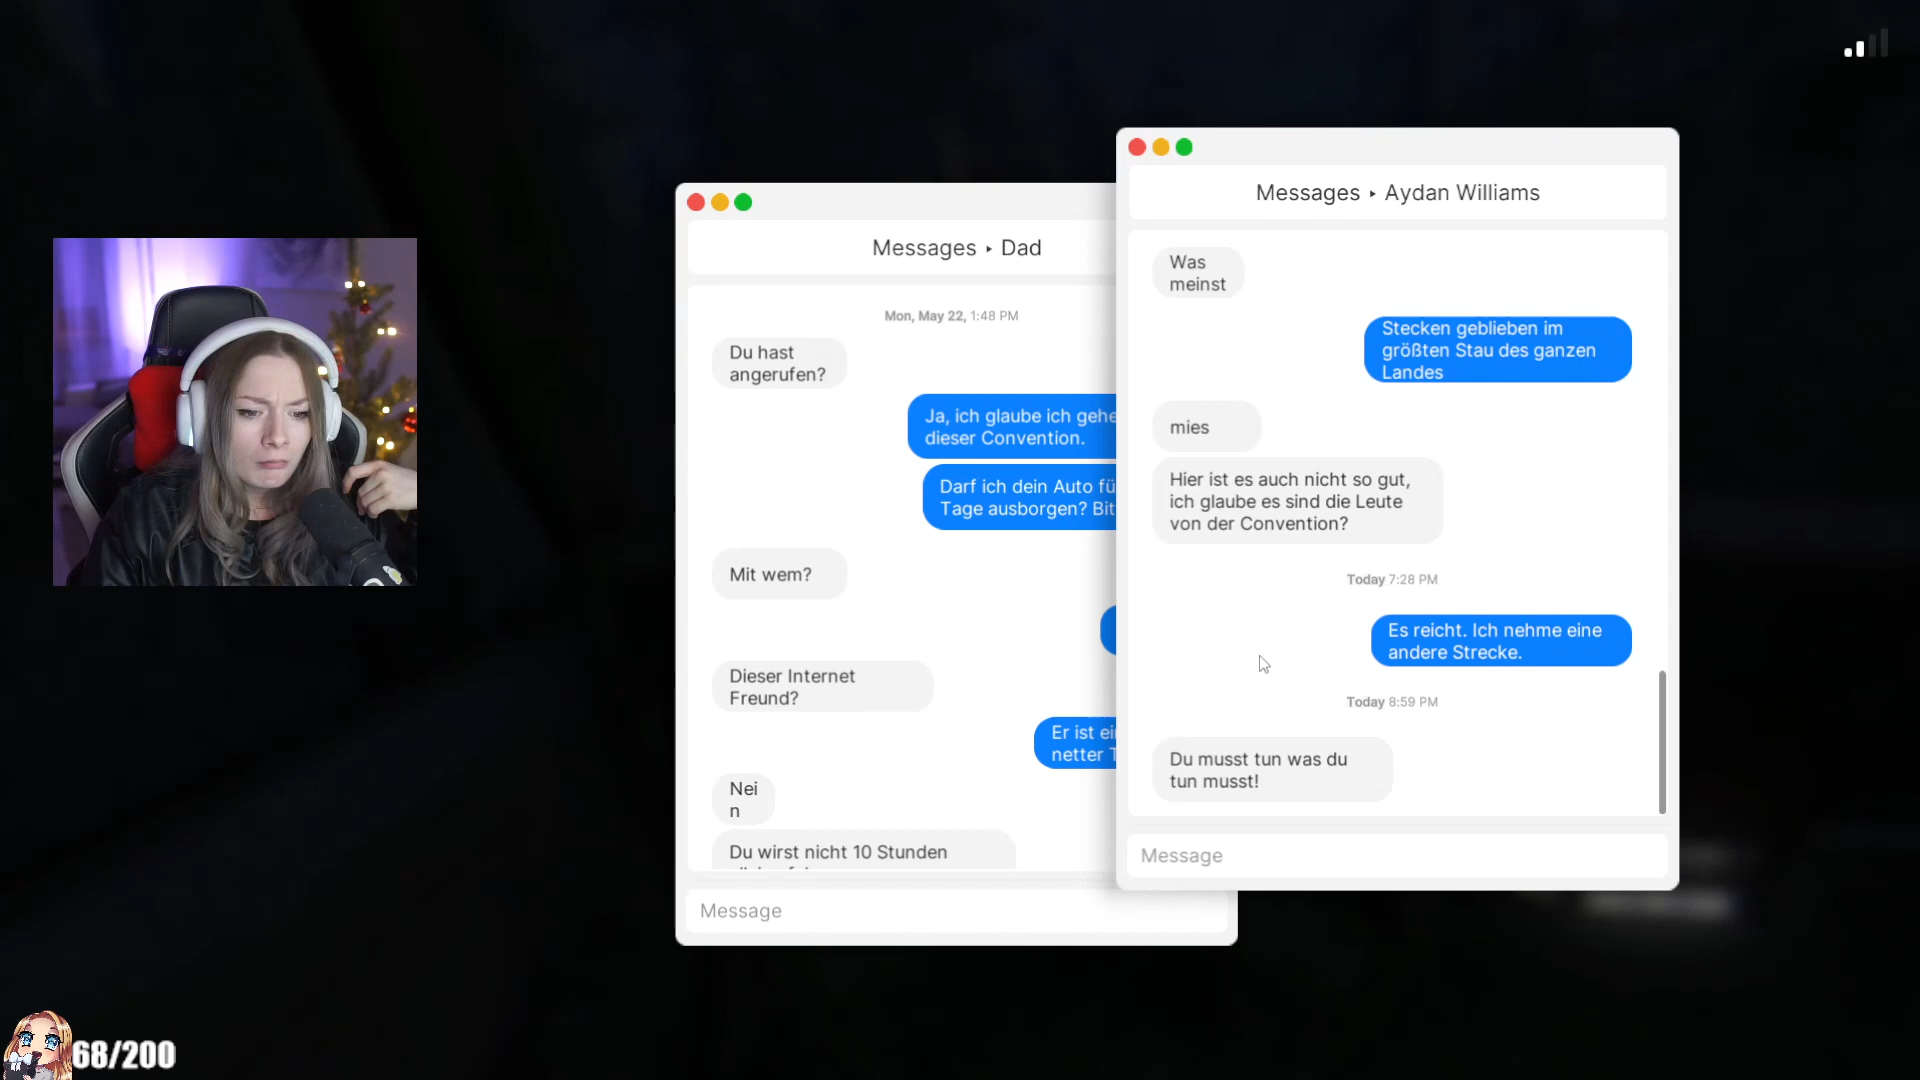 Messages ▸ Dad
Mon, May 22, 1:48 PM
Du hast
angerufen?
Ja, ich glaube ich gehe
dieser Convention.
Darf ich dein Auto fü
Tage ausborgen? Bit
Mit wem?
Dieser Internet
Freund?
Er ist ei
netter T
Nei
n
Du wirst nicht 10 Stunden
Message
Messages ▸ Aydan Williams
Was
meinst
Stecken geblieben im
größten Stau des ganzen
Landes
mies
Hier ist es auch nicht so gut,
ich glaube es sind die Leute
von der Convention?
Today 7:28 PM
Es reicht. Ich nehme eine
andere Strecke.
Today 8:59 PM
Du musst tun was du
tun musst!
Message
68/200